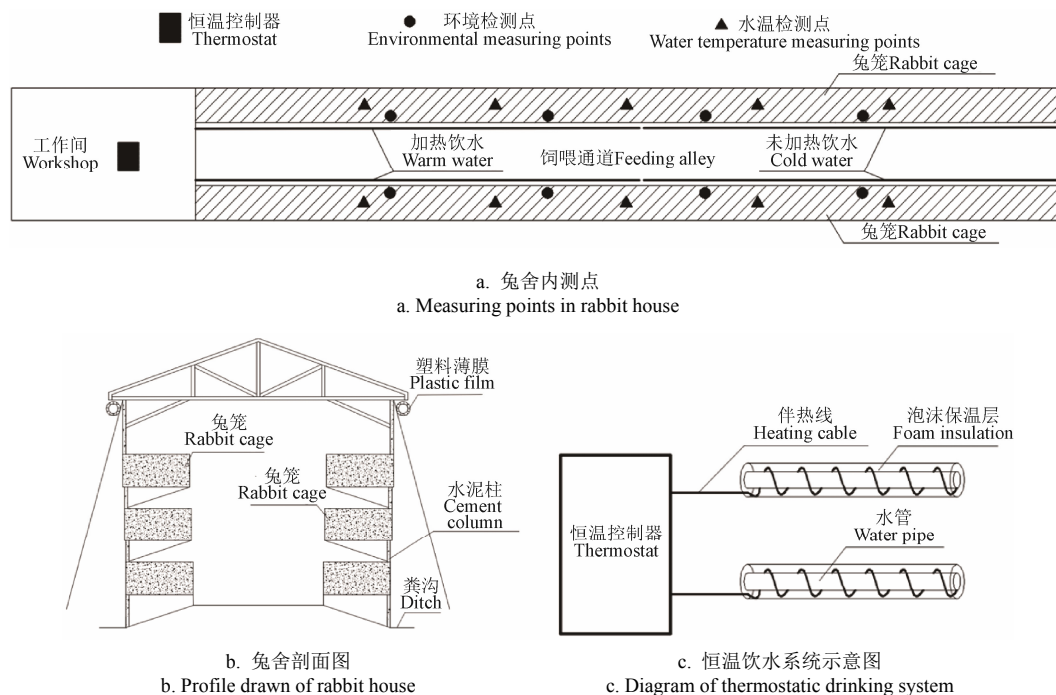 恒温控制器
Thermostat
环境检测点
Environmental measuring points
水温检测点
Water temperature measuring points
兔笼Rabbit cage
工作间
Workshop
加热饮水
Warm water
饲喂通道Feeding alley
未加热饮水
Cold water
兔笼Rabbit cage
a. 兔舍内测点
a. Measuring points in rabbit house
塑料薄膜
Plastic film
兔笼
Rabbit cage
兔笼
Rabbit cage
水泥柱
Cement
column
粪沟
Ditch
b. 兔舍剖面图
b. Profile drawn of rabbit house
伴热线
Heating cable
泡沫保温层
Foam insulation
恒温控制器
Thermostat
水管
Water pipe
c. 恒温饮水系统示意图
c. Diagram of thermostatic drinking system